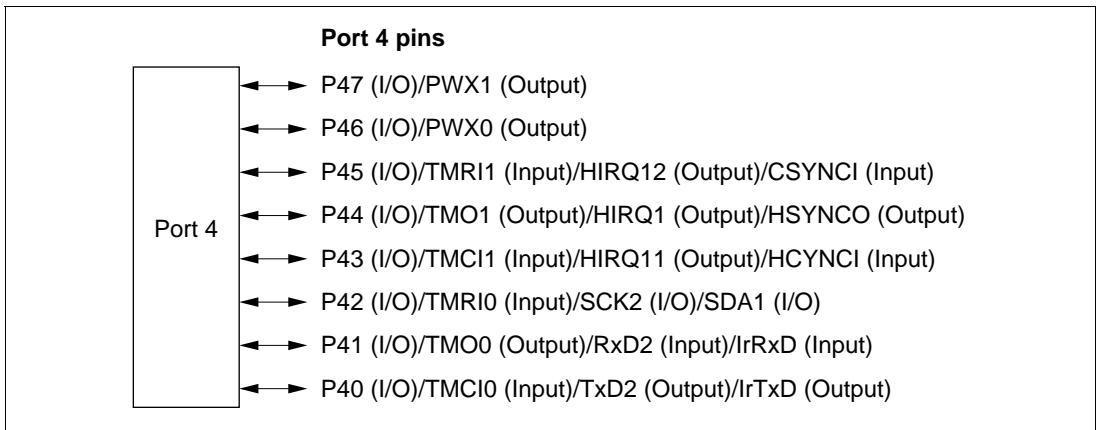 Port 4 pins
P47 (I/O)/PWX1 (Output)
P46 (I/O)/PWX0 (Output)
P45 (I/O)/TMRI1 (Input)/HIRQ12 (Output)/CSYNCI (Input)
Port 4
P44 (I/O)/TMO1 (Output)/HIRQ1 (Output)/HSYNCO (Output)
P43 (I/O)/TMCI1 (Input)/HIRQ11 (Output)/HCYNCI (Input)
P42 (I/O)/TMRI0 (Input)/SCK2 (I/O)/SDA1 (I/O)
P41 (I/O)/TMO0 (Output)/RxD2 (Input)/IrRxD (Input)
P40 (I/O)/TMCI0 (Input)/TxD2 (Output)/IrTxD (Output)